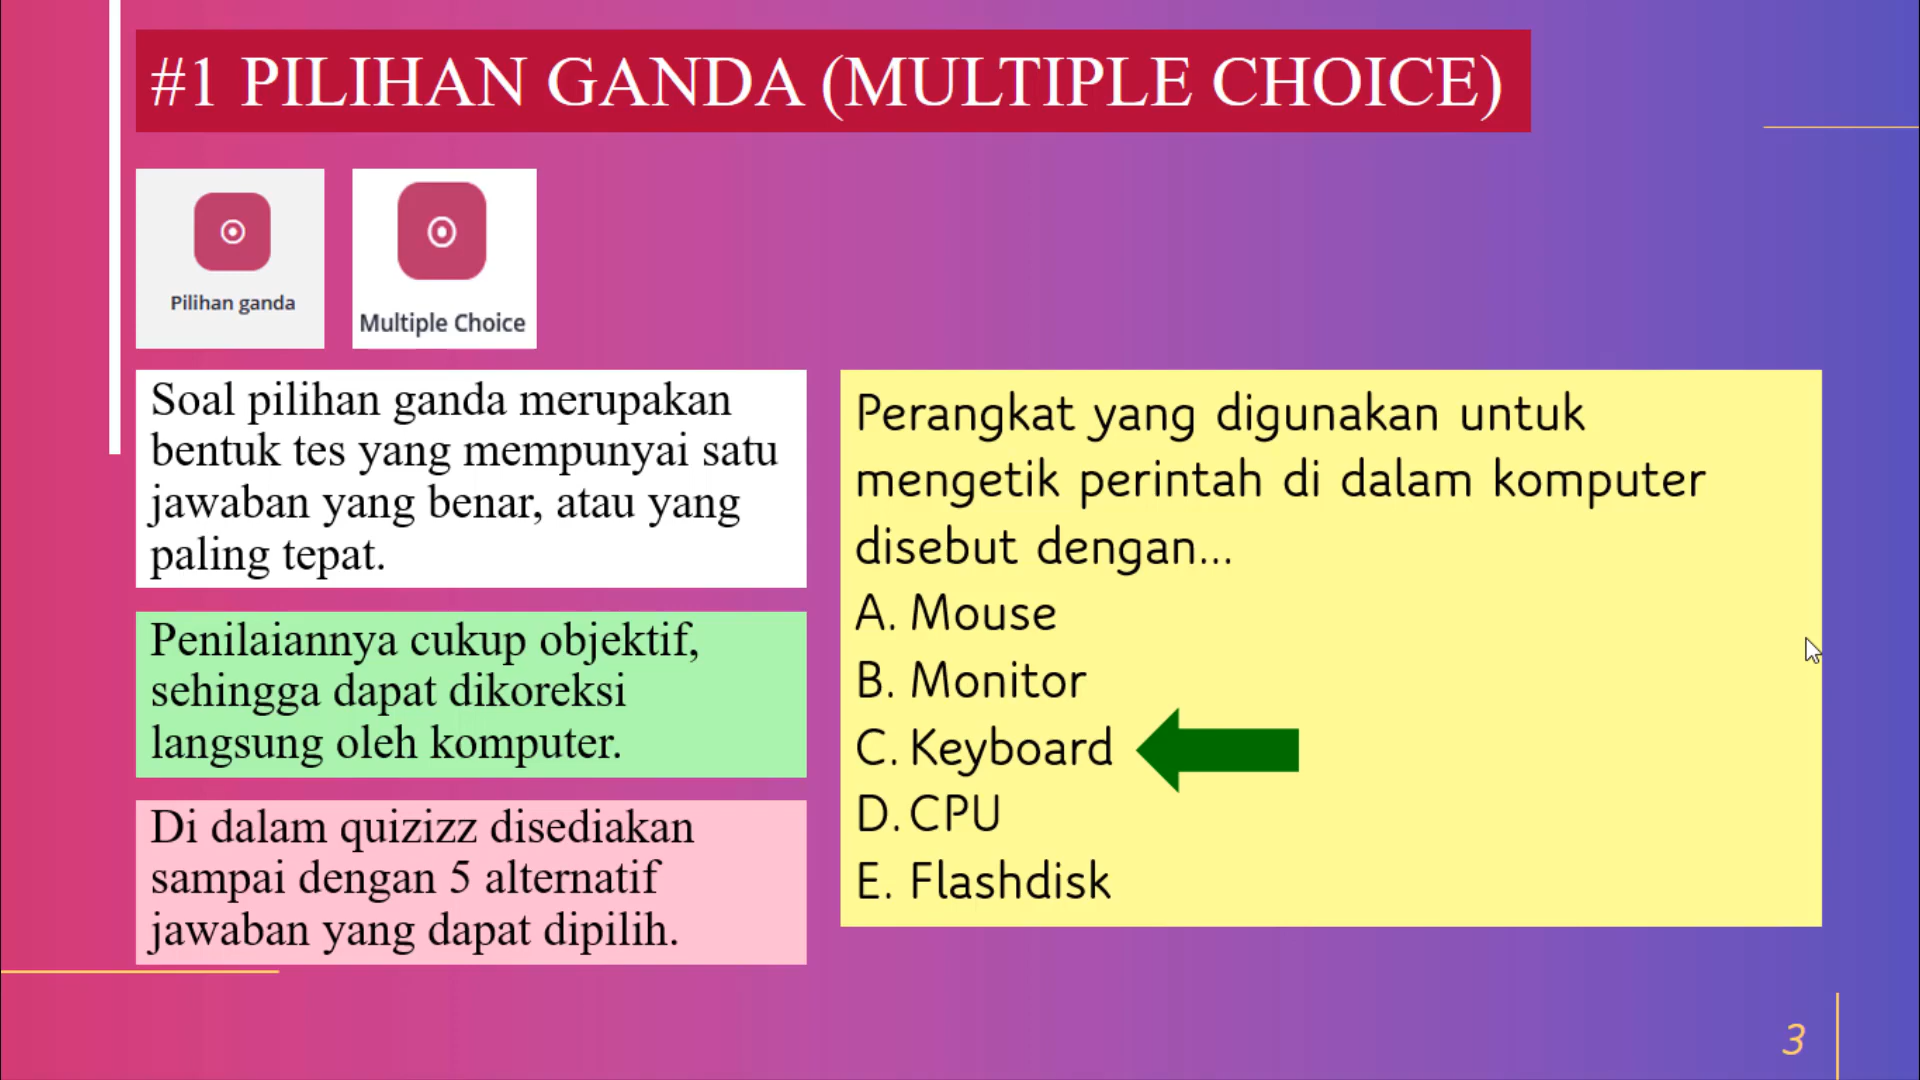 #1 PILIHAN GANDA (MULTIPLE CHOICE)
Pilihan ganda
Multiple Choice
Soal pilihan ganda merupakan
bentuk tes yang mempunyai satu
jawaban yang benar, atau yang
paling tepat.
Penilaiannya cukup objektif,
sehingga dapat dikoreksi
langsung oleh komputer.
Di dalam quizizz disediakan
sampai dengan 5 alternatif
jawaban yang dapat dipilih.
Perangkat yang digunakan untuk
mengetik perintah di dalam komputer
disebut dengan...
A. Mouse
B. Monitor
C. Keyboard
D. CPU
E. Flashdisk
3